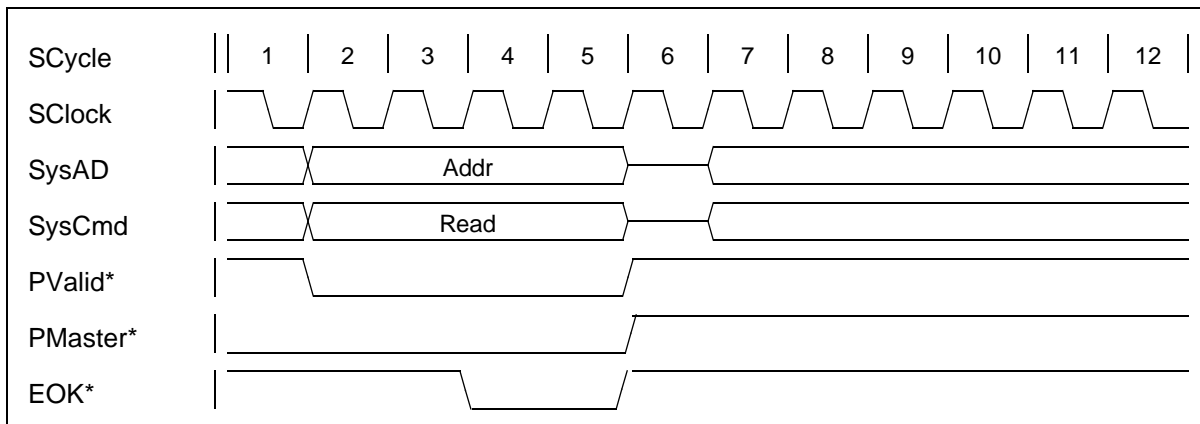 SCycle 1 2 3 4 5 6 7 8 9 10 11 12
SClock
SysAD Addr
SysCmd Read
PValid*
PMaster*
EOK*